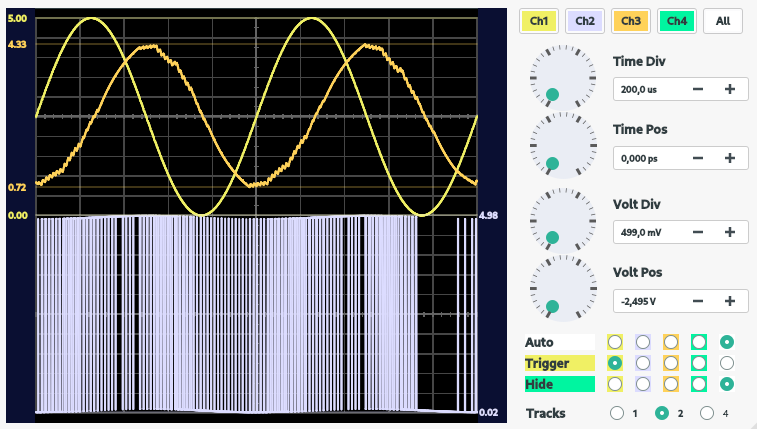 5.00
4.33
0.72
0.00
4.98
0.02
Ch1 Ch2 Ch3 Ch4 All
Time Div
200,0 us − +
Time Pos
0,000 ps − +
Volt Div
499,0 mV − +
Volt Pos
-2,495 V − +
Auto
Trigger
Hide
Tracks 1 2 4